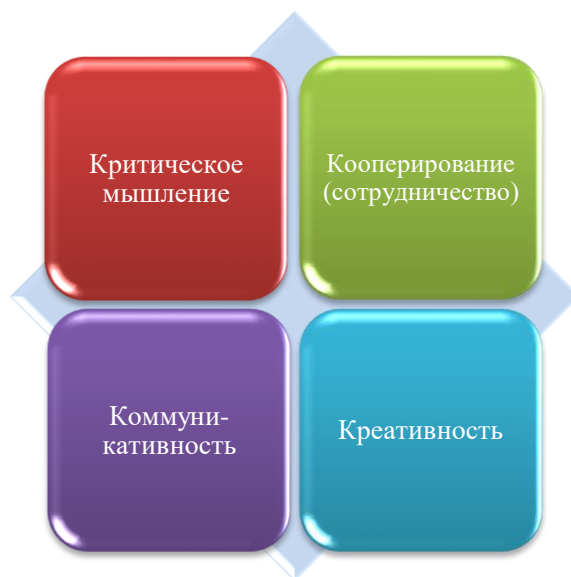 Критическое
мышление
Кооперирование
(сотрудничество)
Коммуни-
кативность
Креативность